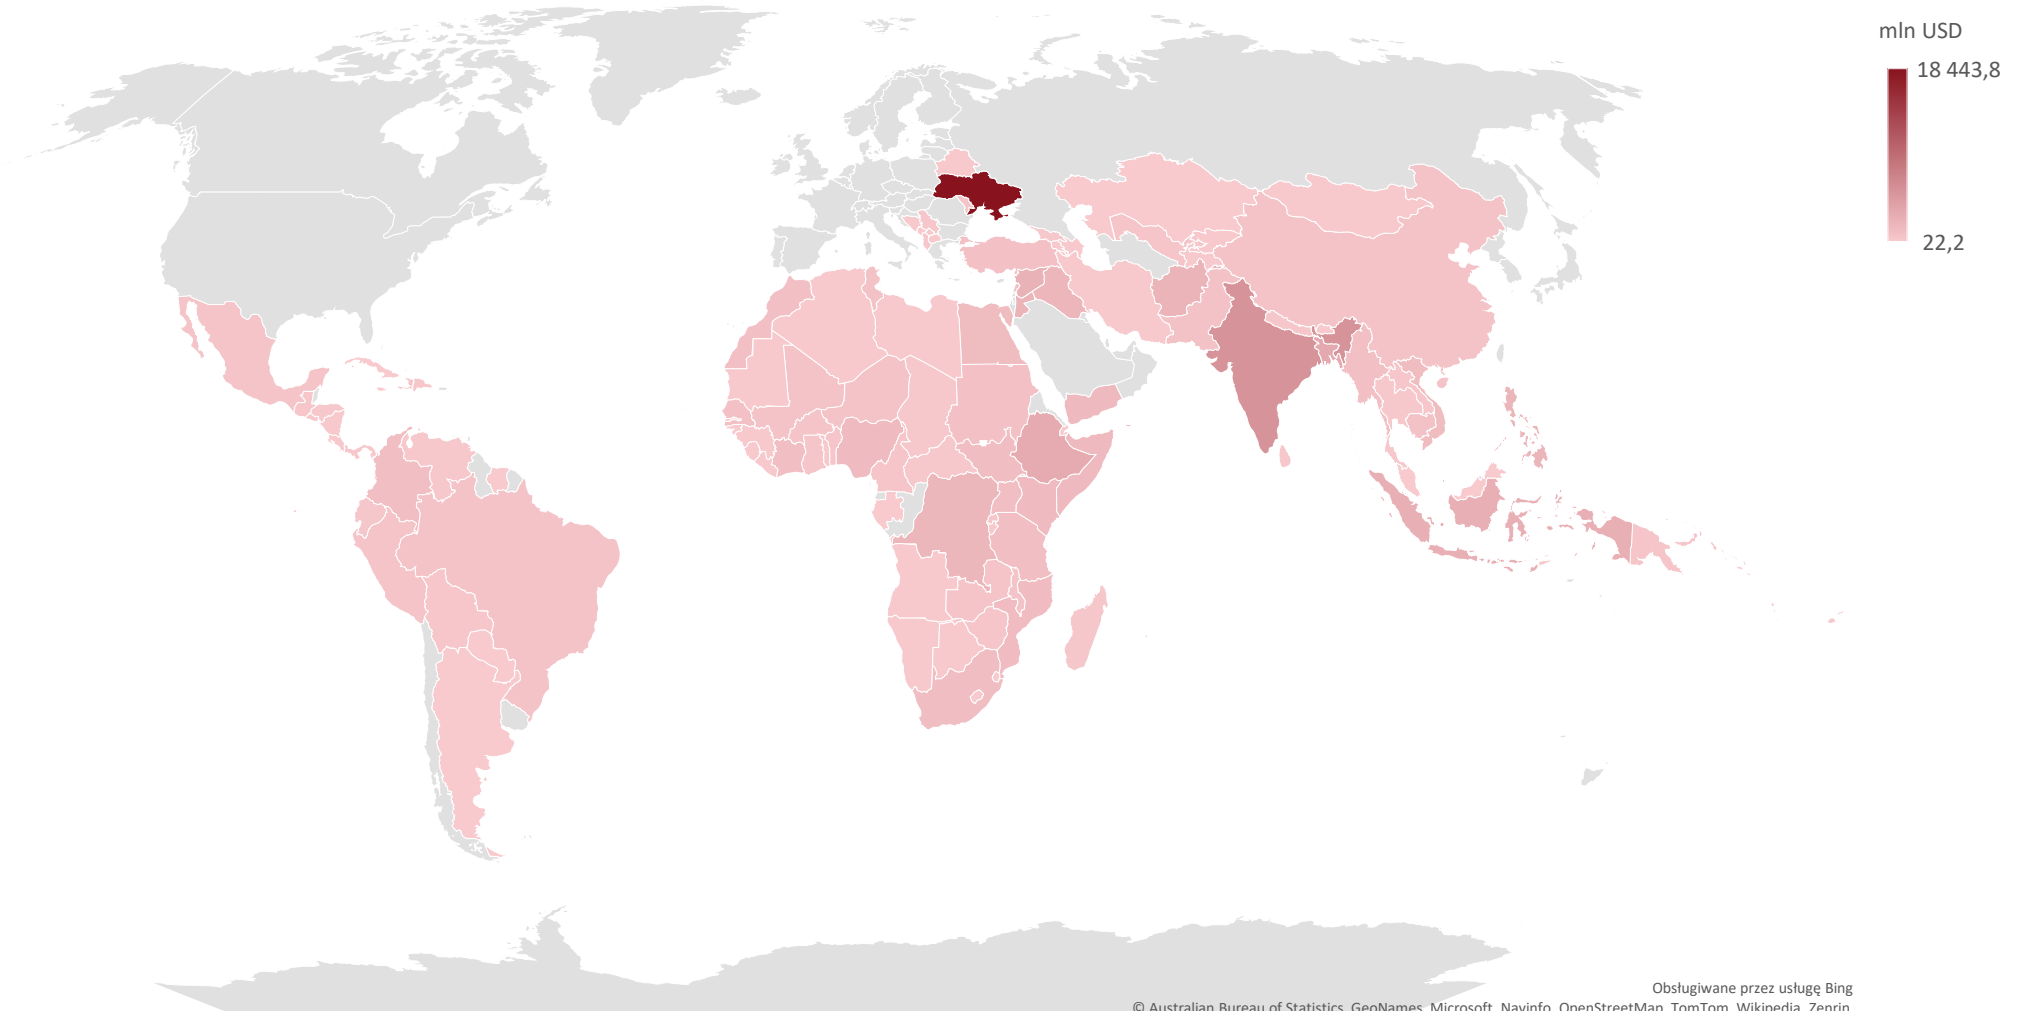 mln USD
18 443,8
22,2
Obsługiwane przez usługę Bing
© Australian Bureau of Statistics, GeoNames, Microsoft, Navinfo, OpenStreetMap, TomTom, Wikipedia, Zenrin